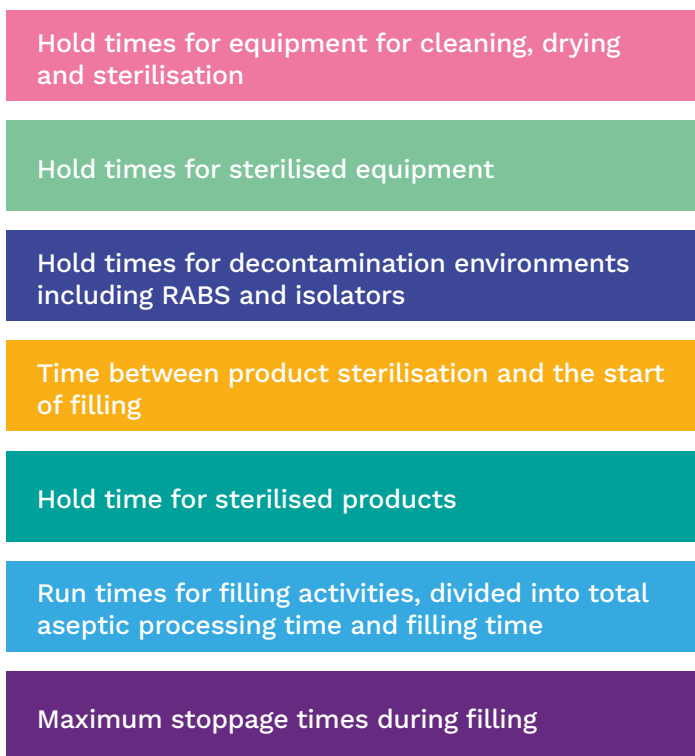 Hold times for equipment for cleaning, drying
and sterilisation
Hold times for sterilised equipment
Hold times for decontamination environments
including RABS and isolators
Time between product sterilisation and the start
of filling
Hold time for sterilised products
Run times for filling activities, divided into total
aseptic processing time and filling time
Maximum stoppage times during filling